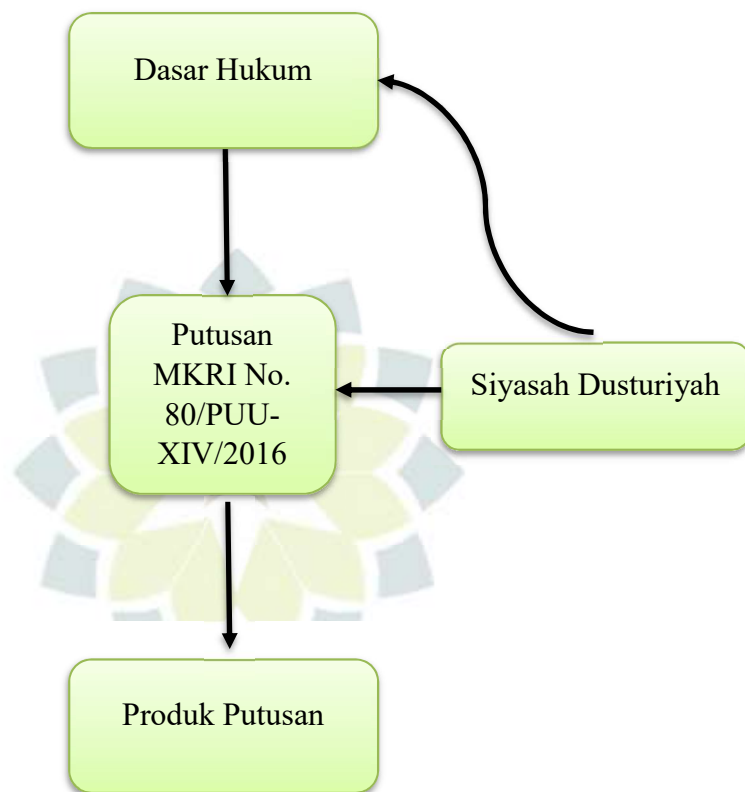 Dasar Hukum
Putusan
MKRI No.
80/PUU-
XIV/2016
Siyasah Dusturiyah
Produk Putusan